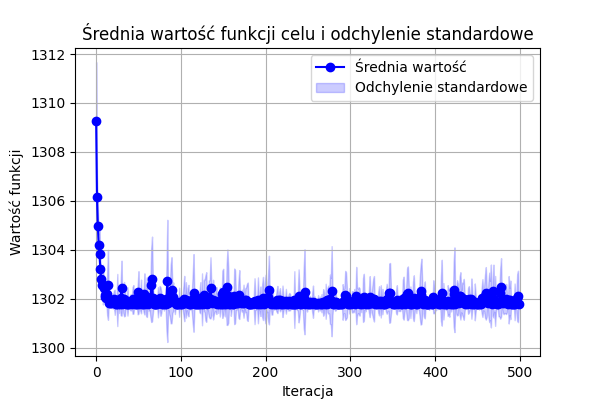 Średnia wartość funkcji celu i odchylenie standardowe
1312
1310
1308
1306
1304
1302
1300
Wartość funkcji
Średnia wartość
Odchylenie standardowe
0
100
200
300
400
500
Iteracja